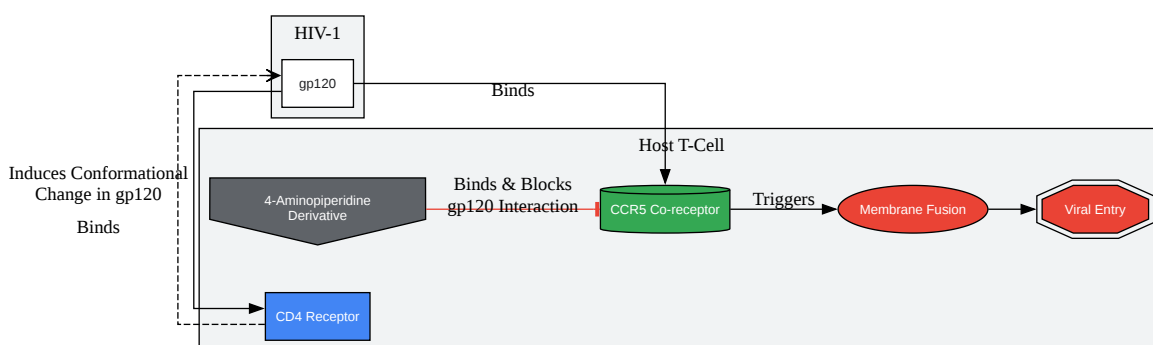 HIV-1
gp120
Binds
Host T-Cell
Induces Conformational
Change in gp120
Binds
4-Aminopiperidine
Derivative
Binds & Blocks
gp120 Interaction
CCR5 Co-receptor
Triggers
Membrane Fusion
Viral Entry
CD4 Receptor